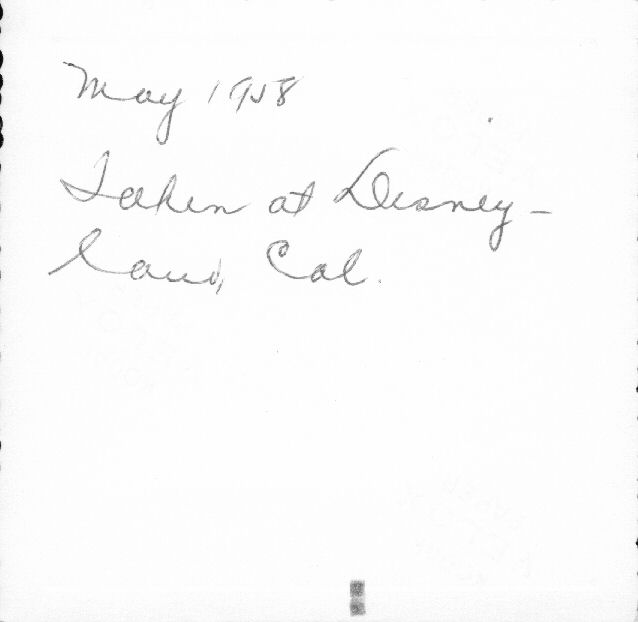 May 1958
Taken at Disney-
land, Cal.